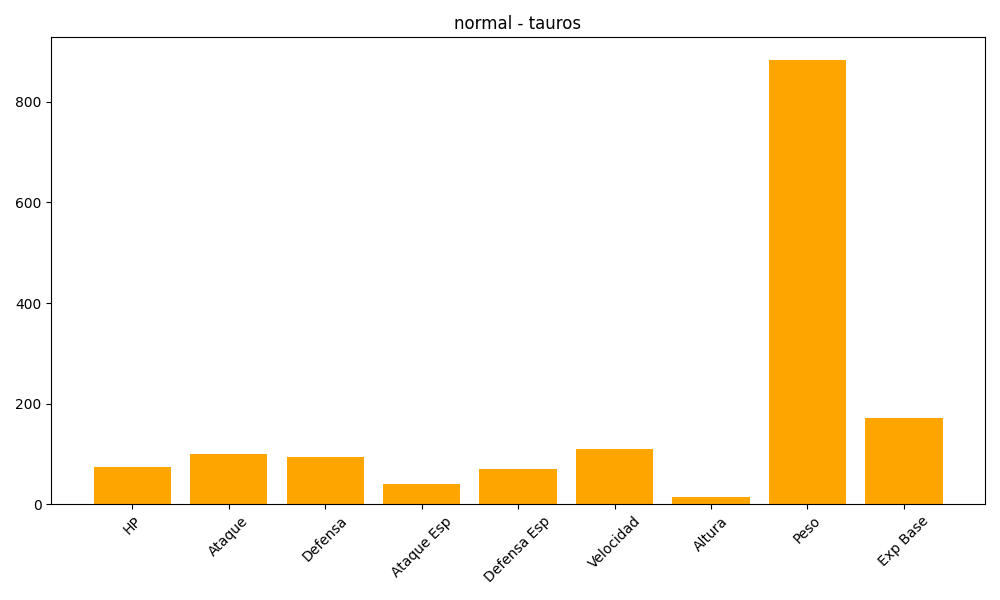 normal - tauros
800
600
400
200
0
HP
Ataque
Defensa
Ataque Esp
Defensa Esp
Velocidad
Altura
Peso
Exp Base